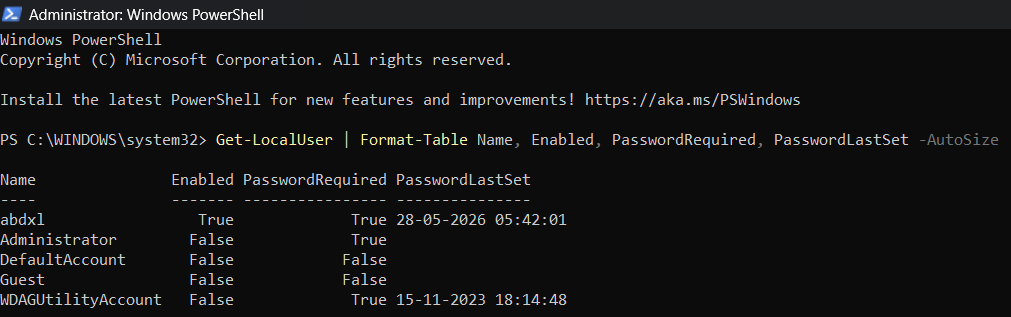 Administrator: Windows PowerShell
Windows PowerShell
Copyright (C) Microsoft Corporation. All rights reserved.
Install the latest PowerShell for new features and improvements! https://aka.ms/PSWindows
PS C:\WINDOWS\system32> Get-LocalUser | Format-Table Name, Enabled, PasswordRequired, PasswordLastSet -AutoSize
Name               Enabled PasswordRequired PasswordLastSet
----               ------- ---------------- ---------------
abdxl                 True             True 28-05-2026 05:42:01
Administrator        False             True
DefaultAccount       False            False
Guest                False            False
WDAGUtilityAccount   False             True 15-11-2023 18:14:48